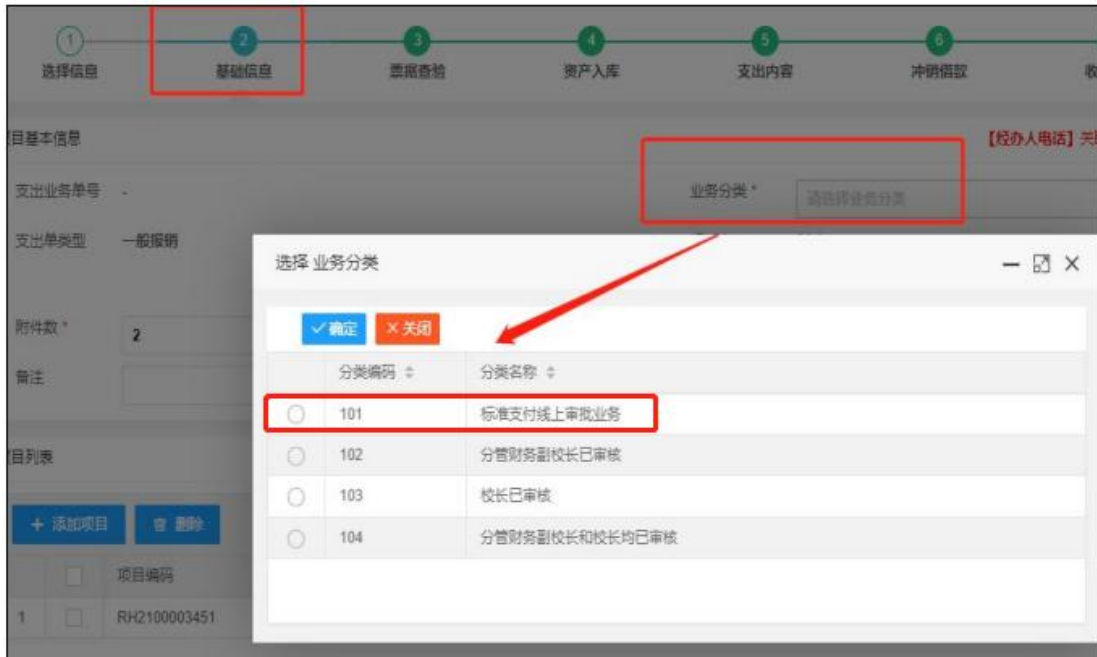 1 2 3 4 5 6
选择信息 基础信息 票据查验 资产入库 支出内容 冲销借款 收
项目基本信息 【经办人电话】关
支出业务单号 - 业务分类 * 请选择业务分类
支出单类型 一般报销
选择 业务分类
附件数 * 2
确定 关闭
备注
分类编码 分类名称
101 标准支付线上审批业务
102 分管财务副校长已审核
项目列表
103 校长已审核
+ 添加项目 删除
104 分管财务副校长和校长均已审核
项目编码
1 RH2100003451